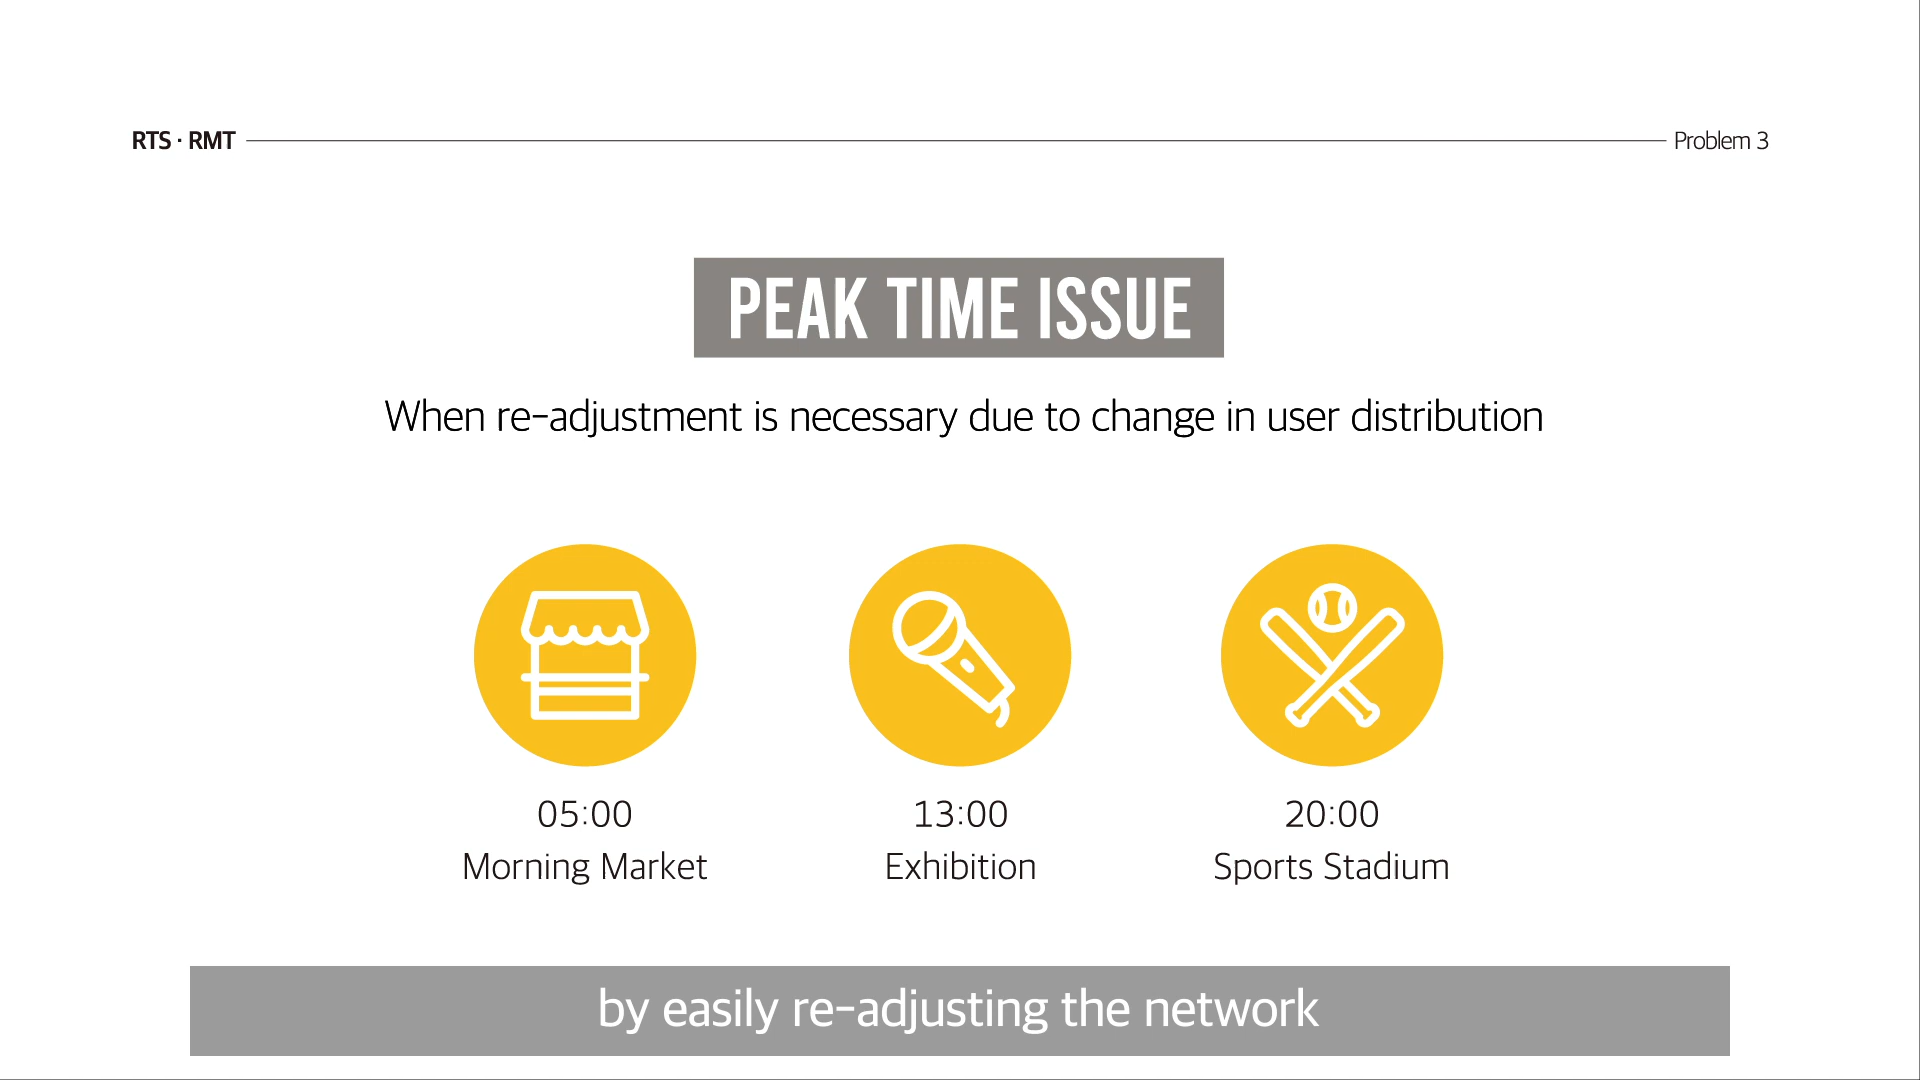 RTS · RMT
Problem 3
PEAK TIME ISSUE
When re-adjustment is necessary due to change in user distribution
05:00
Morning Market
13:00
Exhibition
20:00
Sports Stadium
by easily re-adjusting the network